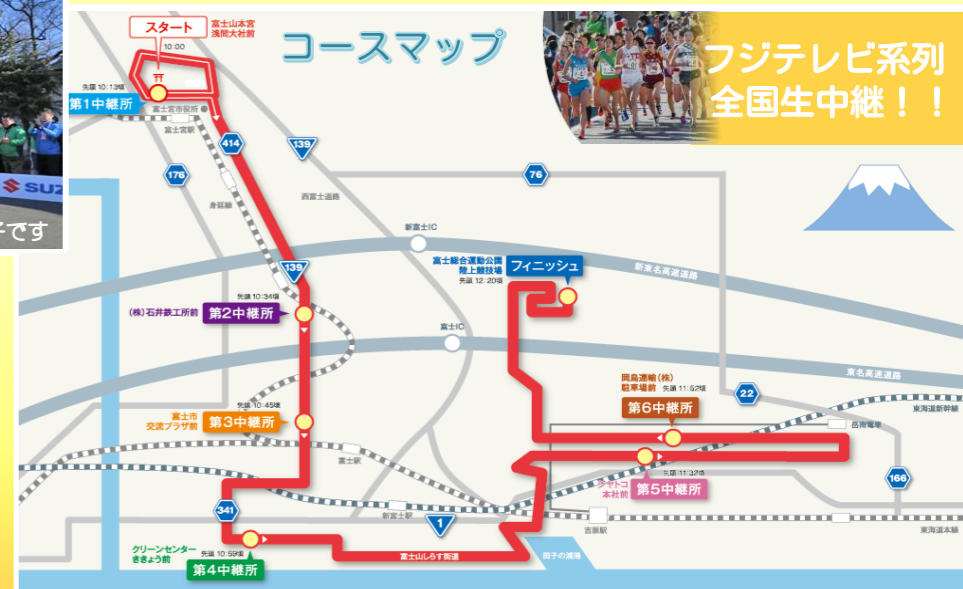 コースマップ
フジテレビ系列
全国生中継！！
SUZ
子です
スタート
富士山本宮
浅間大社前
10:00
先頭 10:13頃
第1中継所
富士宮市役所
富士宮駅
414
139
176
76
身延線
西富士道路
新富士IC
139
富士総合運動公園
陸上競技場
先頭 12:20頃
フィニッシュ
新東名高速道路
先頭 10:34頃
(株)石井鉄工所前
第2中継所
富士IC
東名高速道路
岡島運輸(株)
駐車場前
先頭 11:52頃
第6中継所
22
東海道新幹線
先頭 10:45頃
富士市
交流プラザ前
第3中継所
岳南電車
富士駅
先頭 11:32頃
ジヤトコ
本社前
第5中継所
166
341
新富士駅
1
吉原駅
東海道本線
クリーンセンター
ききょう前
先頭 10:59頃
第4中継所
富士山しらす街道
田子の浦港